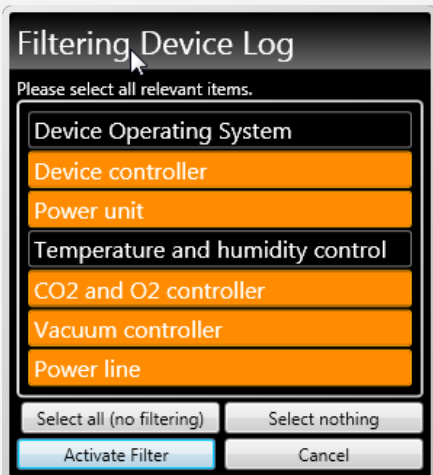 Filtering Device Log
Please select all relevant items.
Device Operating System
Device controller
Power unit
Temperature and humidity control
CO2 and O2 controller
Vacuum controller
Power line
Select all (no filtering)
Select nothing
Activate Filter
Cancel